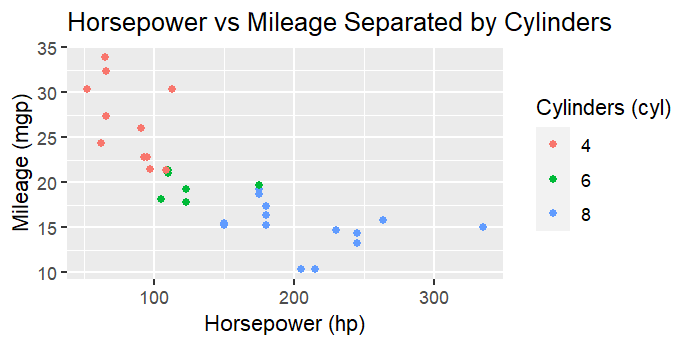 Horsepower vs Mileage Separated by Cylinders
35
30
25
20
15
10
Mileage (mgp)
100 200 300
Horsepower (hp)
Cylinders (cyl)
4
6
8